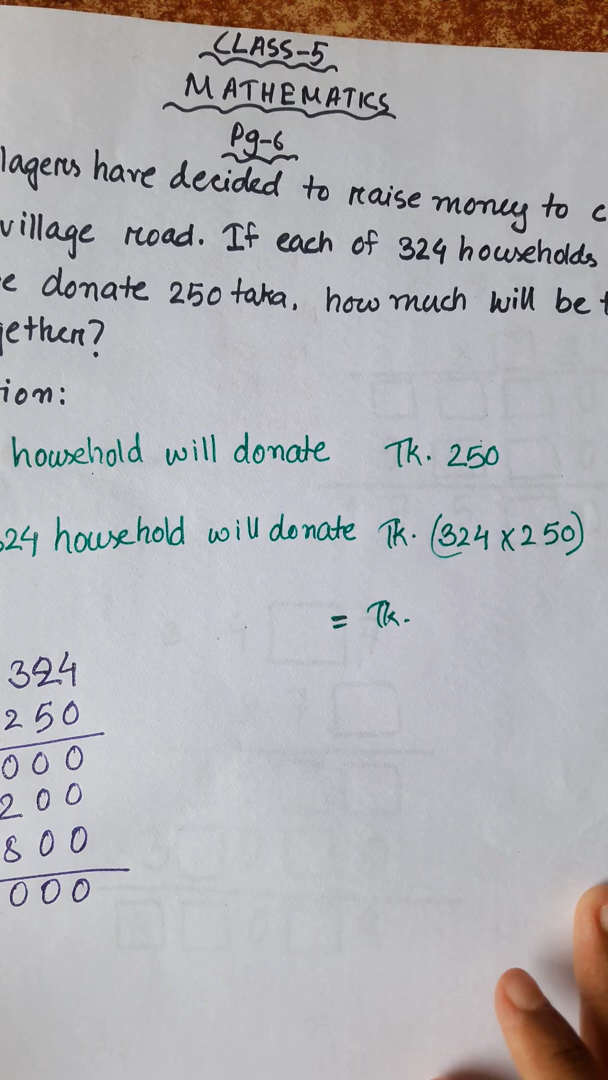 CLASS-5
MATHEMATICS
Pg-6
lagers have decided to raise money to c
village road. If each of 324 households
e donate 250 taka, how much will be t
gether?
ion:
household will donate Tk. 250
324 household will donate Tk. (324 x 250)
= Tk.
324
250
000
200
800
000